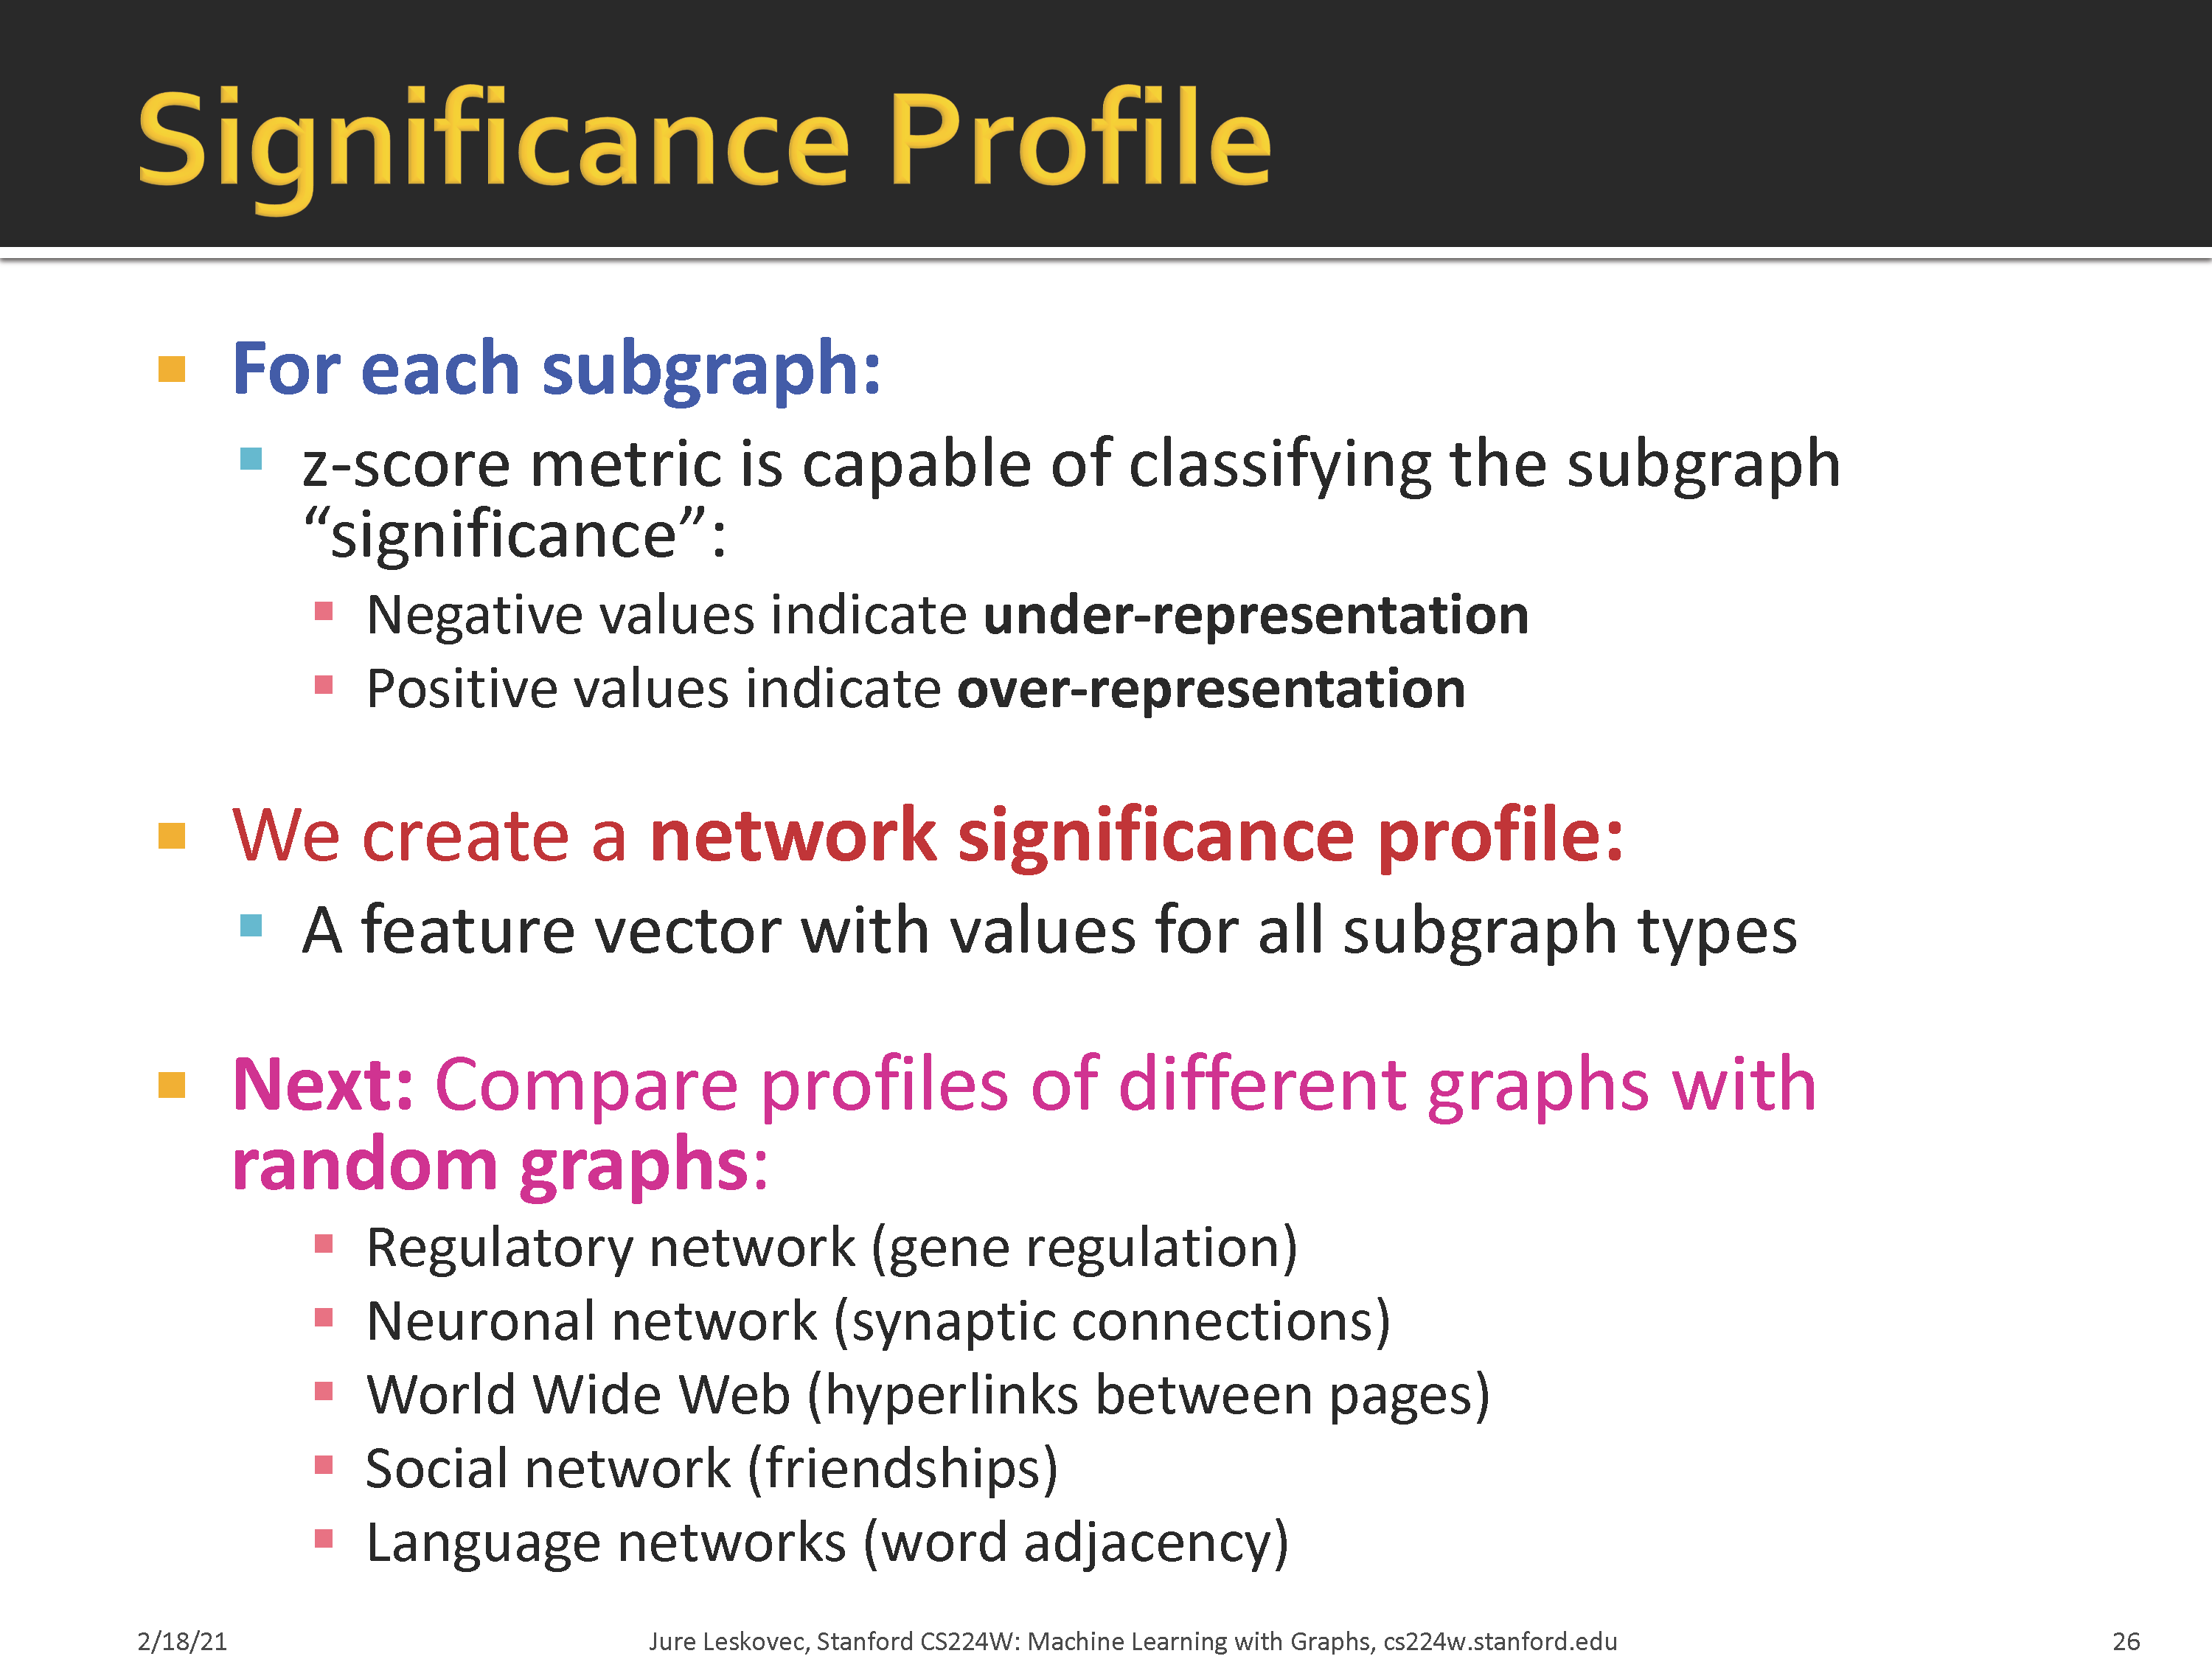 Significance Profile
For each subgraph:
z-score metric is capable of classifying the subgraph
“significance”:
Negative values indicate under-representation
Positive values indicate over-representation
We create a network significance profile:
A feature vector with values for all subgraph types
Next: Compare profiles of different graphs with
random graphs:
Regulatory network (gene regulation)
Neuronal network (synaptic connections)
World Wide Web (hyperlinks between pages)
Social network (friendships)
Language networks (word adjacency)
2/18/21
Jure Leskovec, Stanford CS224W: Machine Learning with Graphs, cs224w.stanford.edu
26